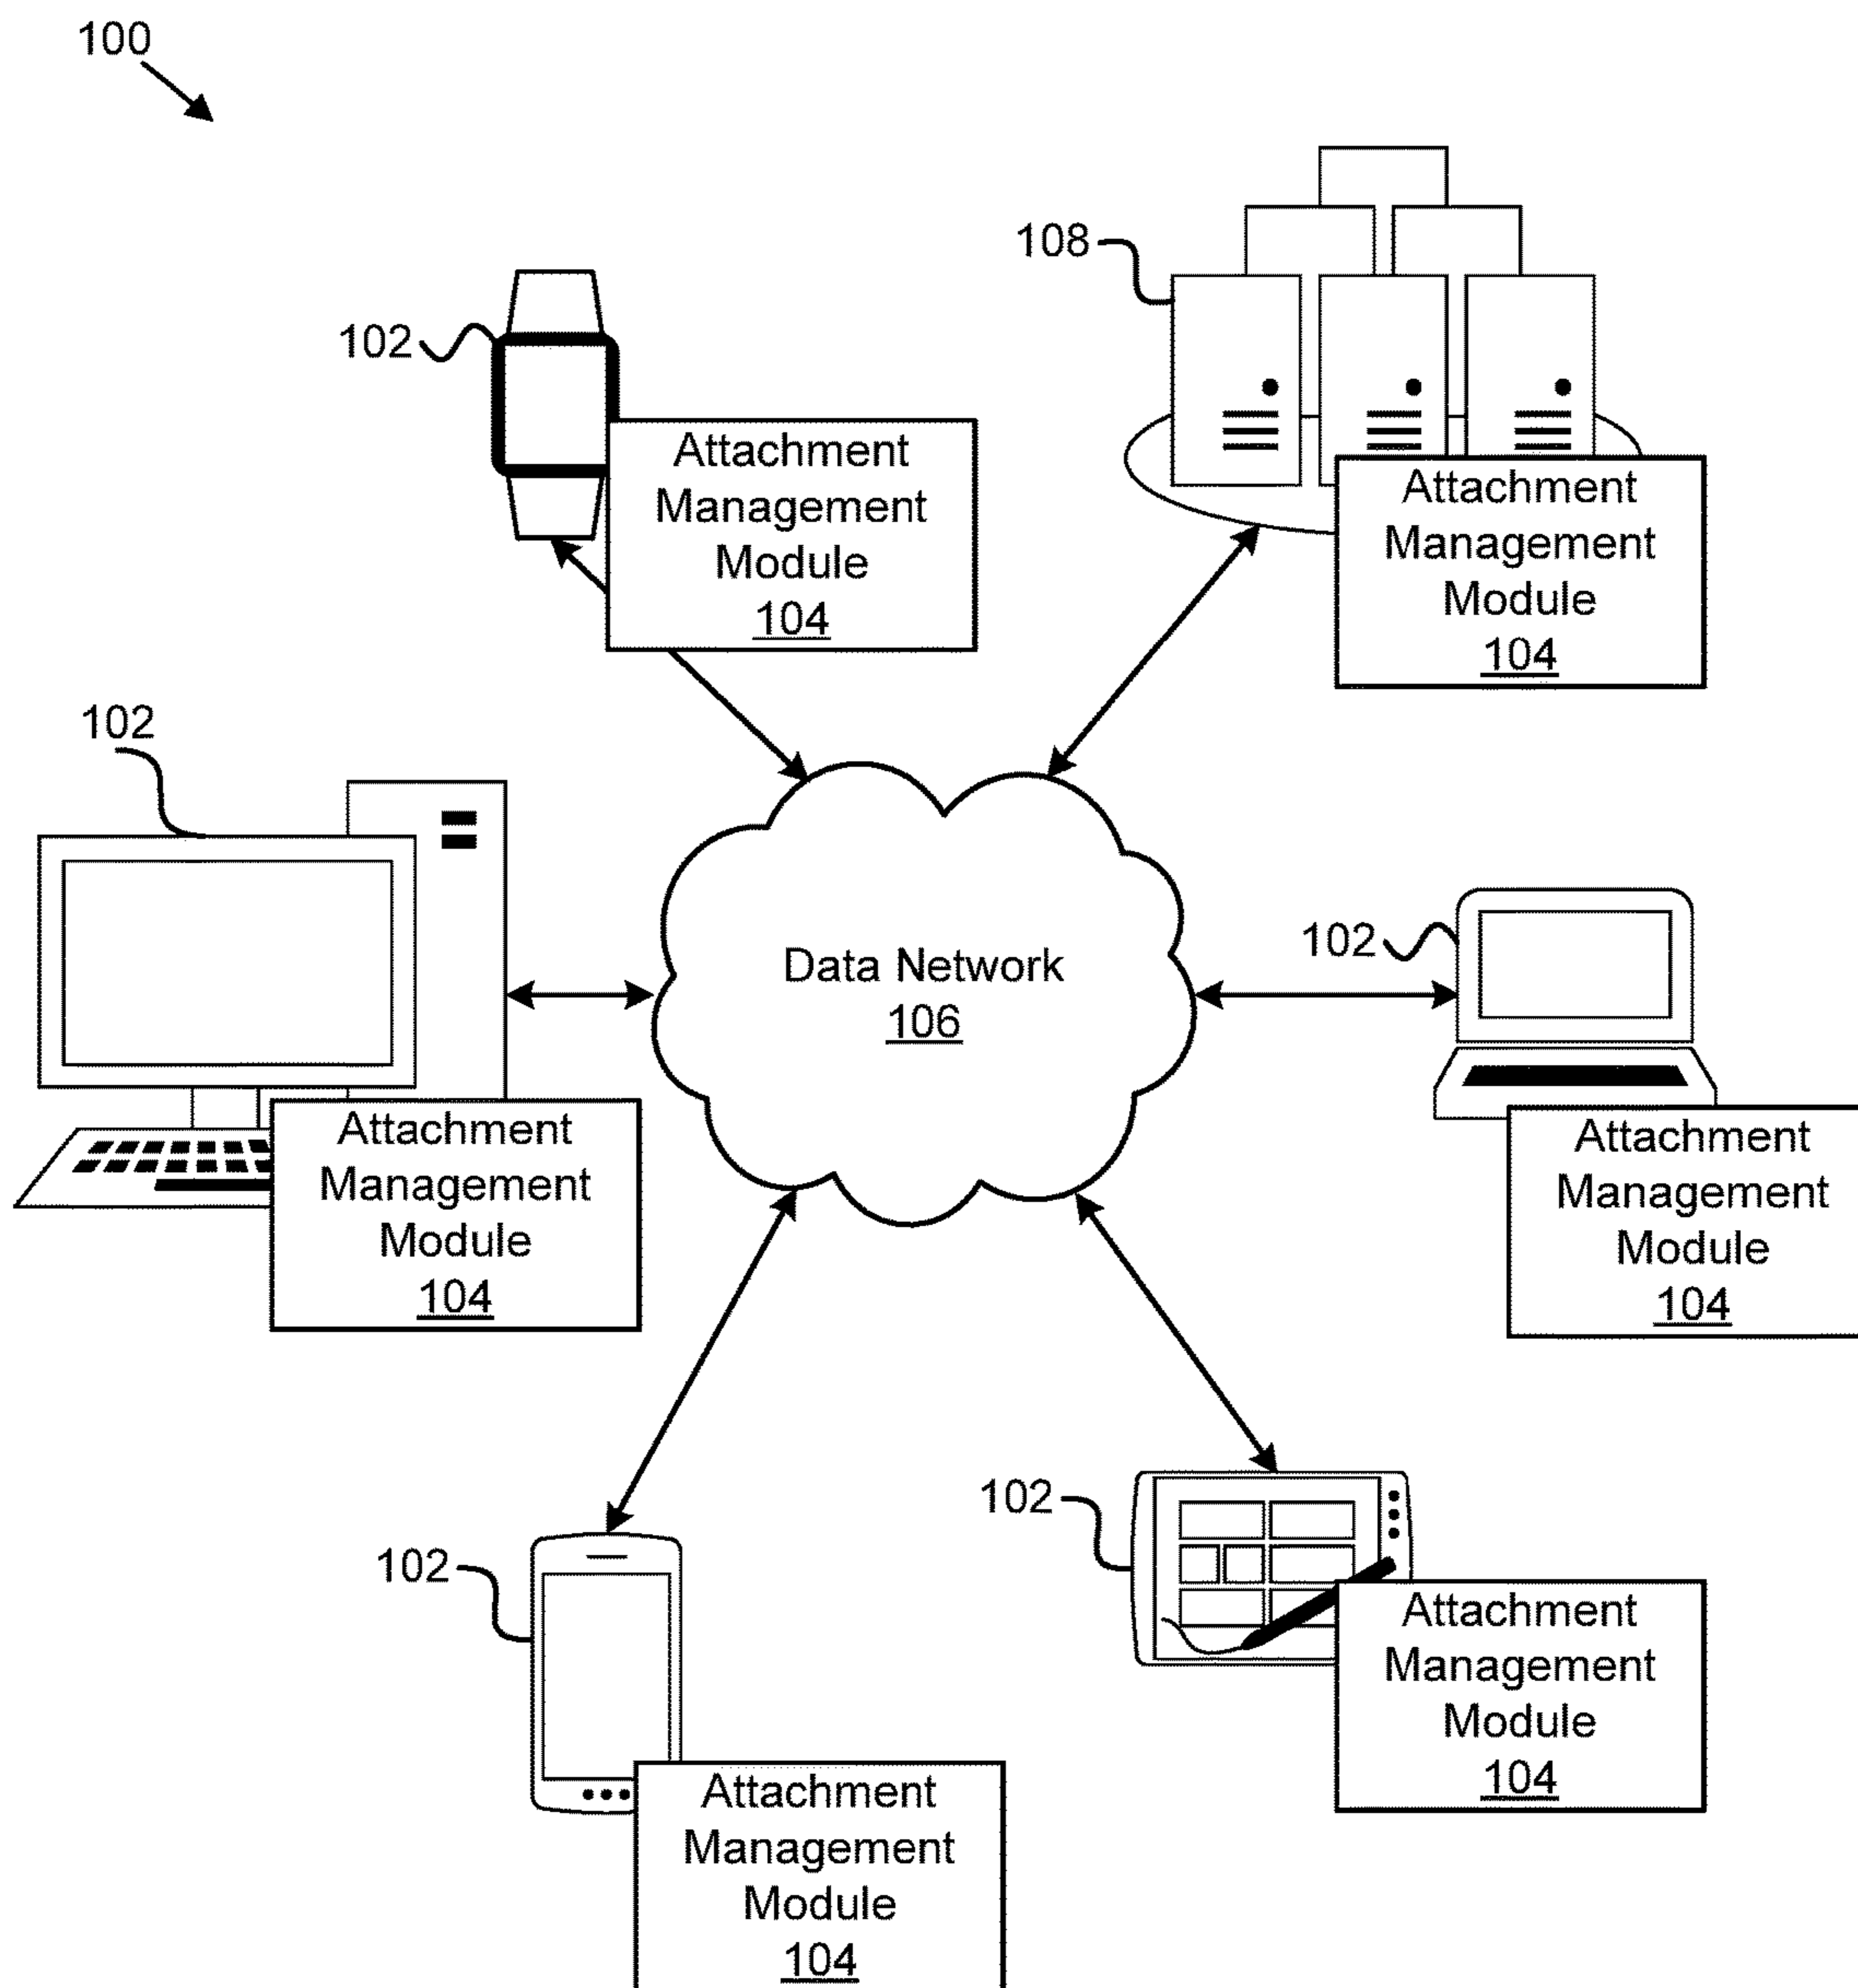 100
108
102
Attachment
Management
Module
104
Attachment
Management
Module
104
102
Data Network
106
102
Attachment
Management
Module
104
Attachment
Management
Module
104
102
102
Attachment
Management
Module
104
Attachment
Management
Module
104